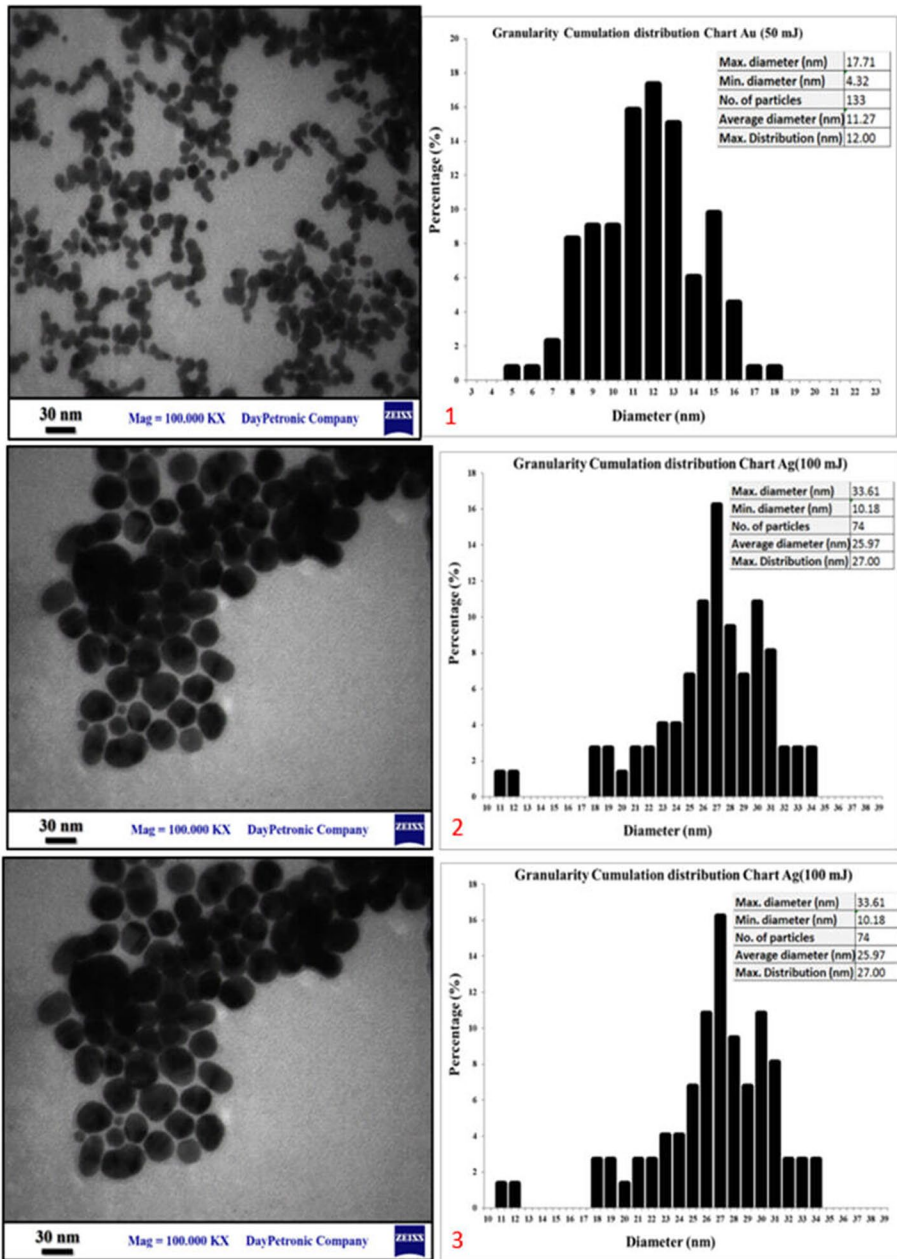 Granularity Cumulation distribution Chart Au (50 mJ)
Max. diameter (nm) 17.71
Min. diameter (nm) 4.32
No. of particles 133
Average diameter (nm) 11.27
Max. Distribution (nm) 12.00
Percentage (%)
20
18
16
14
12
10
8
6
4
2
0
3 4 5 6 7 8 9 10 11 12 13 14 15 16 17 18 19 20 21 22 23
Diameter (nm)
30 nm Mag = 100.000 KX DayPetronic Company ZEISS
1
Granularity Cumulation distribution Chart Ag(100 mJ)
Max. diameter (nm) 33.61
Min. diameter (nm) 10.18
No. of particles 74
Average diameter (nm) 25.97
Max. Distribution (nm) 27.00
Percentage (%)
18
16
14
12
10
8
6
4
2
0
10 11 12 13 14 15 16 17 18 19 20 21 22 23 24 25 26 27 28 29 30 31 32 33 34 35 36 37 38 39
Diameter (nm)
30 nm Mag = 100.000 KX DayPetronic Company ZEISS
2
Granularity Cumulation distribution Chart Ag(100 mJ)
Max. diameter (nm) 33.61
Min. diameter (nm) 10.18
No. of particles 74
Average diameter (nm) 25.97
Max. Distribution (nm) 27.00
Percentage (%)
18
16
14
12
10
8
6
4
2
0
10 11 12 13 14 15 16 17 18 19 20 21 22 23 24 25 26 27 28 29 30 31 32 33 34 35 36 37 38 39
Diameter (nm)
30 nm Mag = 100.000 KX DayPetronic Company ZEISS
3